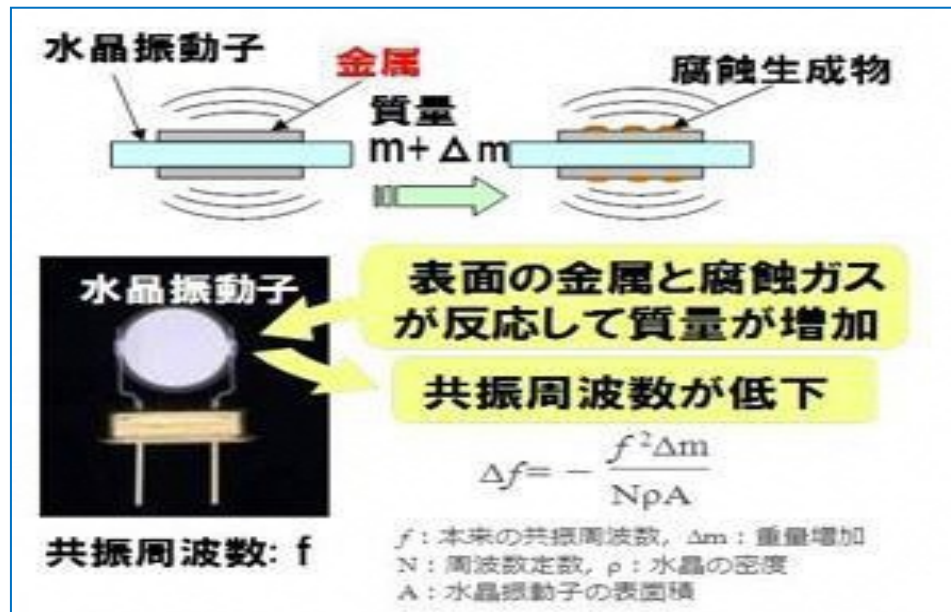 水晶振動子
金属
質量
m+Δm
腐蝕生成物
水晶振動子
表面の金属と腐蝕ガス
が反応して質量が増加
共振周波数が低下
Δf=− f²Δm / NρA
共振周波数: f
f：本来の共振周波数, Δm：重量増加
N：周波数定数, ρ：水晶の密度
A：水晶振動子の表面積